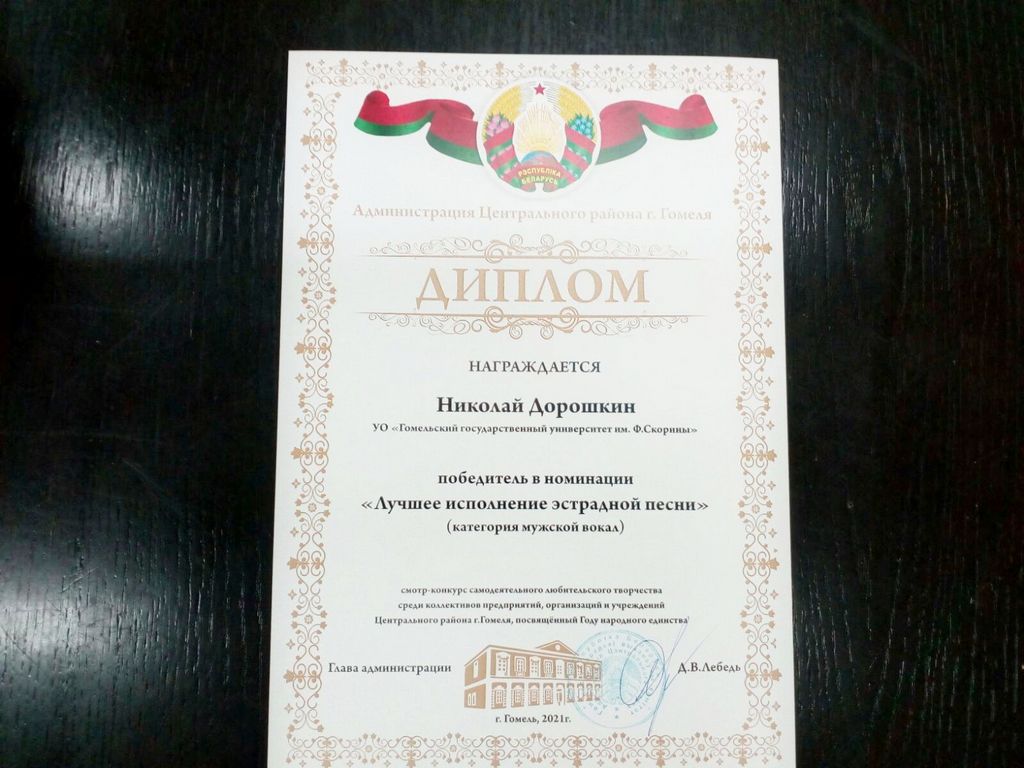 РЭСПУБЛІКА
БЕЛАРУСЬ
Администрация Центрального района г. Гомеля
ДИПЛОМ
НАГРАЖДАЕТСЯ
Николай Дорошкин
УО «Гомельский государственный университет им. Ф.Скорины»
победитель в номинации
«Лучшее исполнение эстрадной песни»
(категория мужской вокал)
смотр-конкурс самодеятельного любительского творчества
среди коллективов предприятий, организаций и учреждений
Центрального района г.Гомеля, посвящённый Году народного единства
Глава администрации
Д.В.Лебедь
г. Гомель, 2021г.